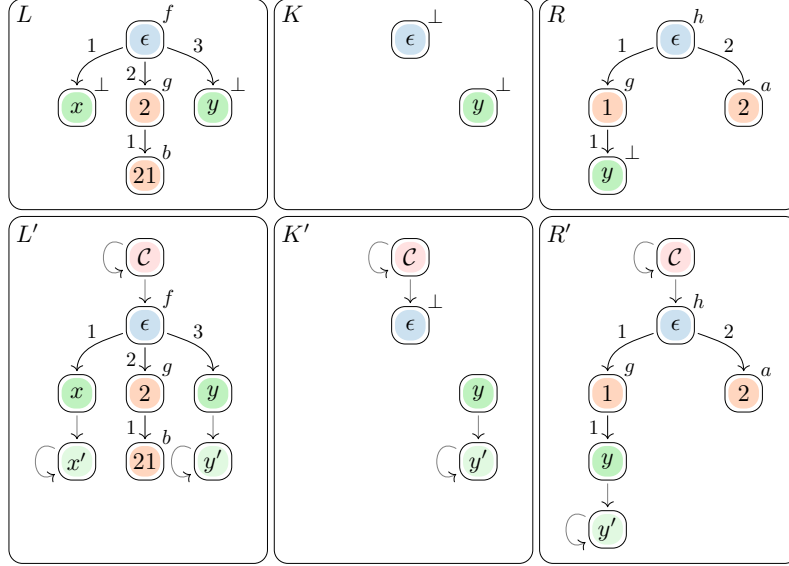 L f K ⊥ R h
ϵ ϵ ϵ
1 2 3 1 2
x ⊥ 2 g y ⊥ y ⊥ 1 g 2 a
1 1
21 b y ⊥
L′ K′ R′
C C C
ϵ f ϵ ⊥ ϵ h
1 2 3 1 2
x 2 g y y 1 g 2 a
1 1
x′ 21 b y′ y′ y
y′